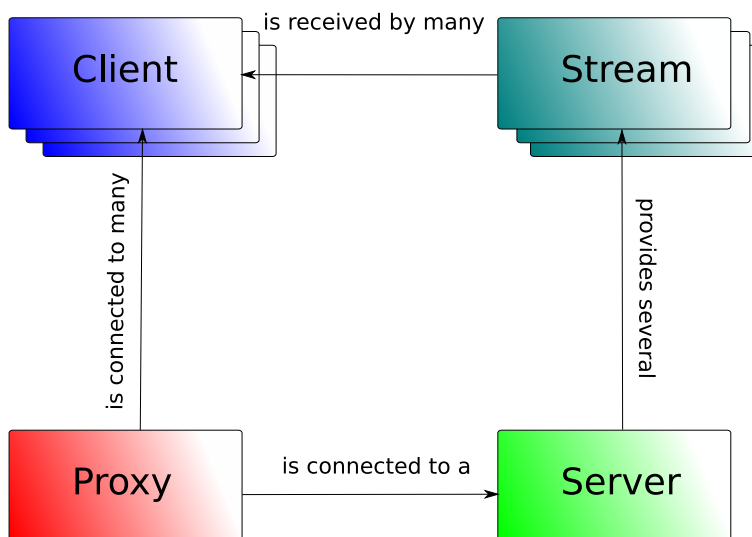 is received by many
Client
Stream
is connected to many
provides several
is connected to a
Proxy
Server